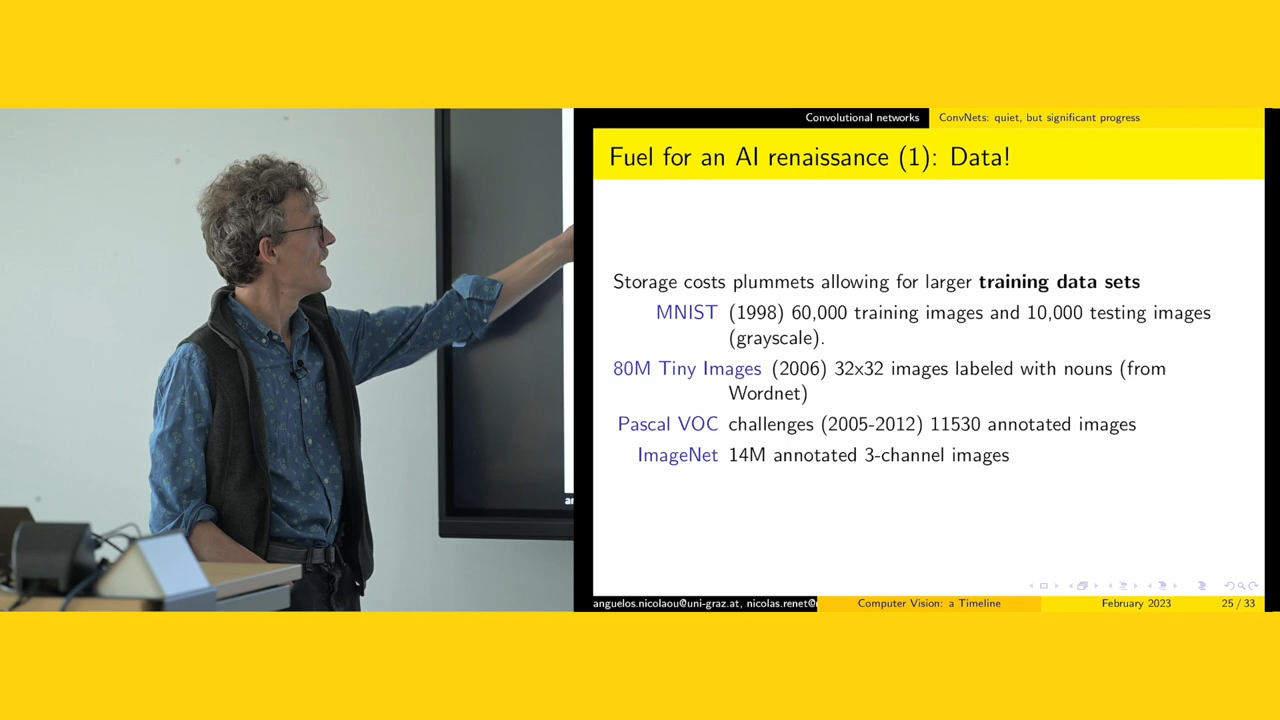 Convolutional networks
ConvNets: quiet, but significant progress
Fuel for an AI renaissance (1): Data!
Storage costs plummets allowing for larger training data sets
MNIST (1998) 60,000 training images and 10,000 testing images
(grayscale).
80M Tiny Images (2006) 32x32 images labeled with nouns (from
Wordnet)
Pascal VOC challenges (2005-2012) 11530 annotated images
ImageNet 14M annotated 3-channel images
anguelos.nicolaou@uni-graz.at, nicolas.renet@
Computer Vision: a Timeline
February 2023
25 / 33